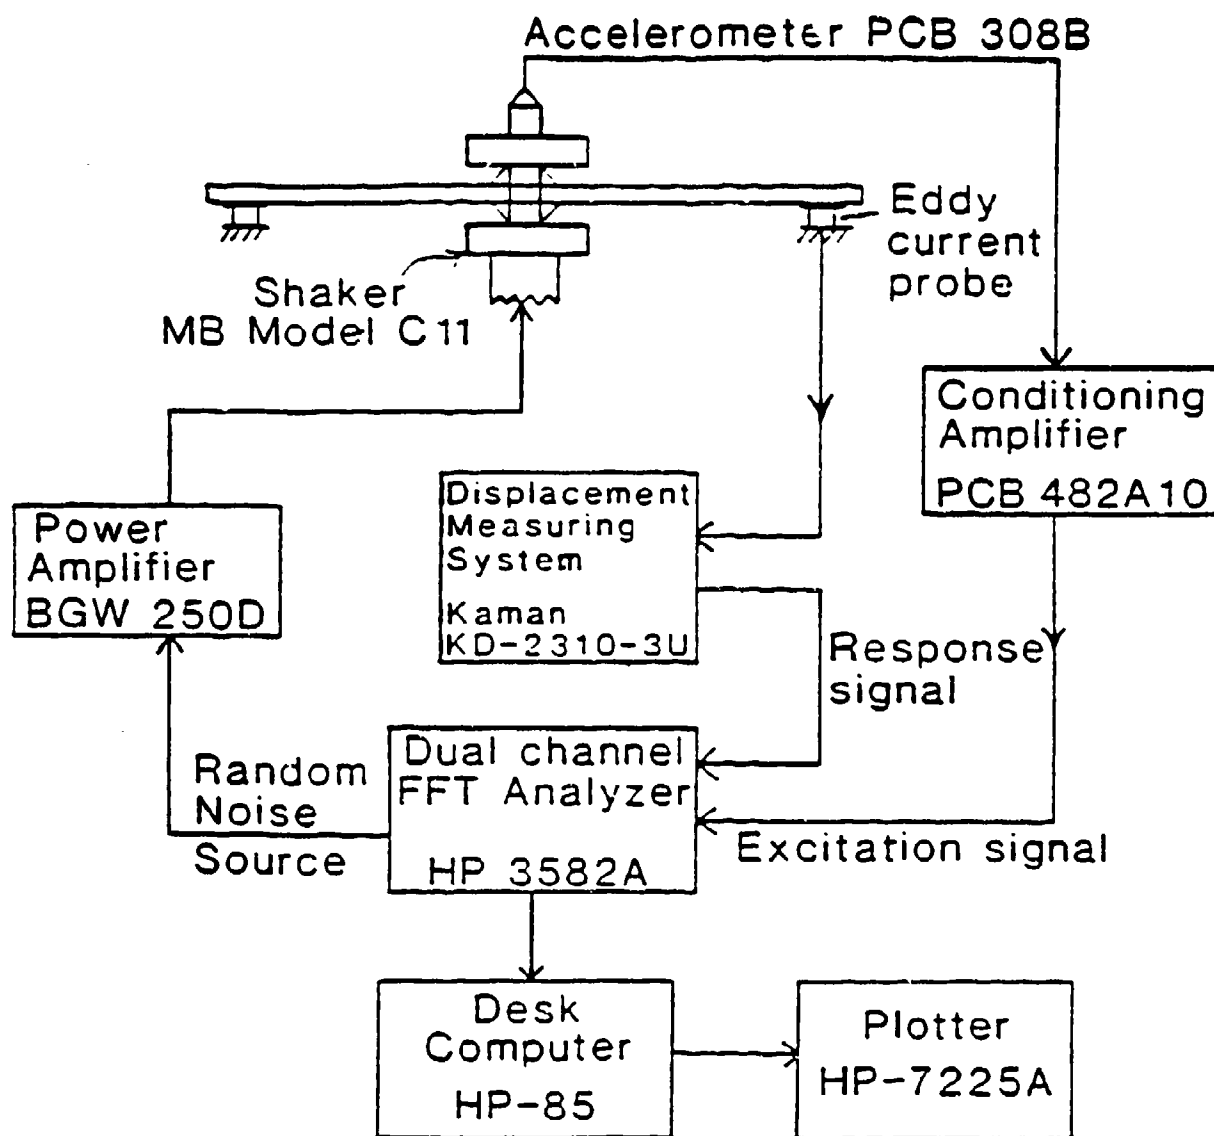 Accelerometer PCB 308B
Eddy
current
probe
Shaker
MB Model C11
Conditioning
Amplifier
PCB 482A10
Displacement
Measuring
System
Kaman
KD-2310-3U
Power
Amplifier
BGW 250D
Response
signal
Dual channel
FFT Analyzer
HP 3582A
Random
Noise
Source
Excitation signal
Desk
Computer
HP-85
Plotter
HP-7225A